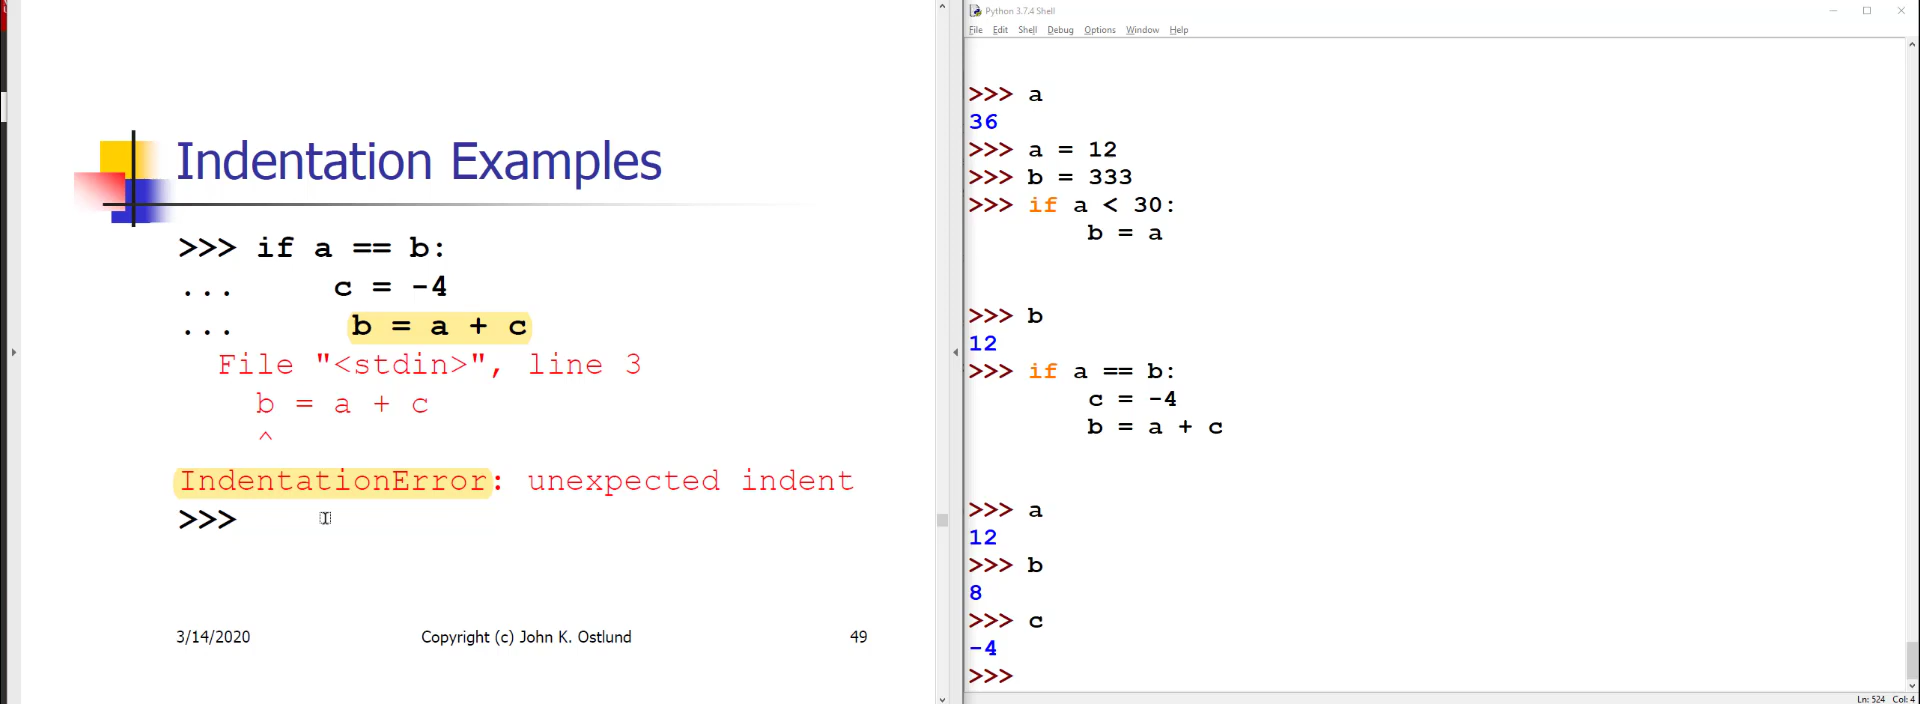 Indentation Examples
>>> if a == b:
...     c = -4
...      b = a + c
  File "<stdin>", line 3
    b = a + c
    ^
IndentationError: unexpected indent
>>>
3/14/2020
Copyright (c) John K. Ostlund
49
Python 3.7.4 Shell
File Edit Shell Debug Options Window Help
>>> a
36
>>> a = 12
>>> b = 333
>>> if a < 30:
        b = a
>>> b
12
>>> if a == b:
        c = -4
        b = a + c
>>> a
12
>>> b
8
>>> c
-4
>>>
Ln: 524 Col: 4